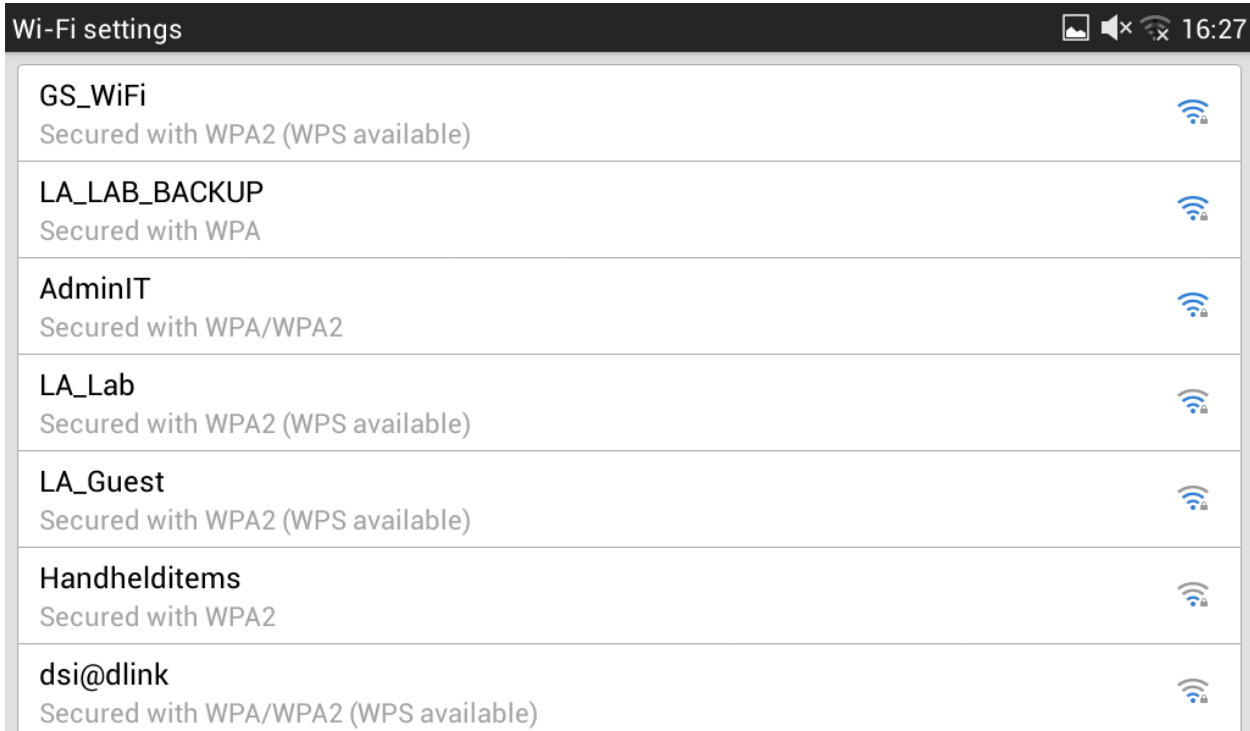 Wi-Fi settings 16:27
GS_WiFi
Secured with WPA2 (WPS available)
LA_LAB_BACKUP
Secured with WPA
AdminIT
Secured with WPA/WPA2
LA_Lab
Secured with WPA2 (WPS available)
LA_Guest
Secured with WPA2 (WPS available)
Handhelditems
Secured with WPA2
dsi@dlink
Secured with WPA/WPA2 (WPS available)